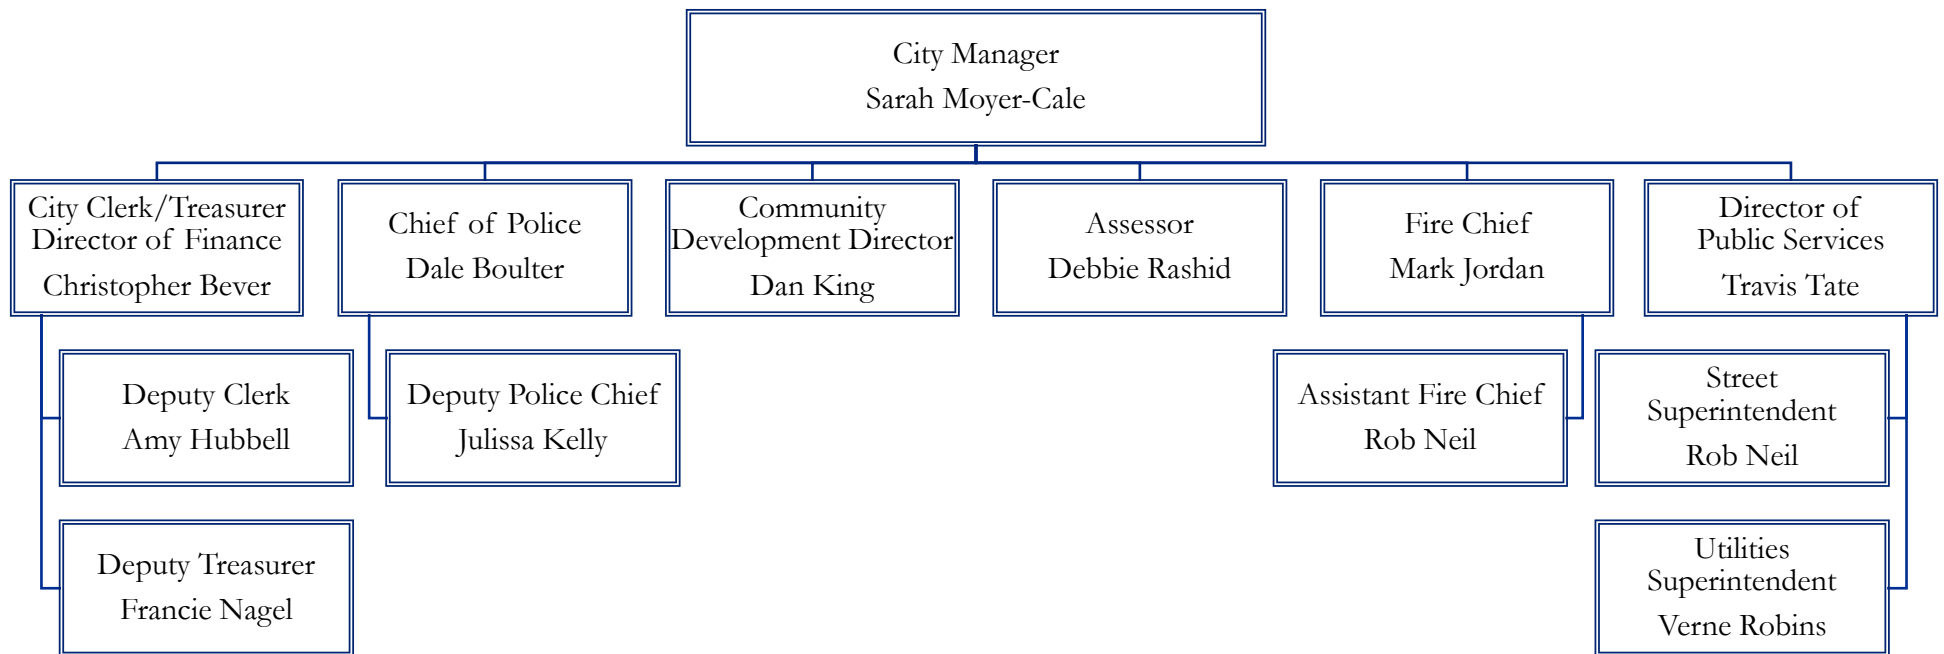 City Manager
Sarah Moyer-Cale
City Clerk/Treasurer
Director of Finance
Christopher Bever
Chief of Police
Dale Boulter
Community
Development Director
Dan King
Assessor
Debbie Rashid
Fire Chief
Mark Jordan
Director of
Public Services
Travis Tate
Deputy Clerk
Amy Hubbell
Deputy Police Chief
Julissa Kelly
Assistant Fire Chief
Rob Neil
Street
Superintendent
Rob Neil
Deputy Treasurer
Francie Nagel
Utilities
Superintendent
Verne Robins